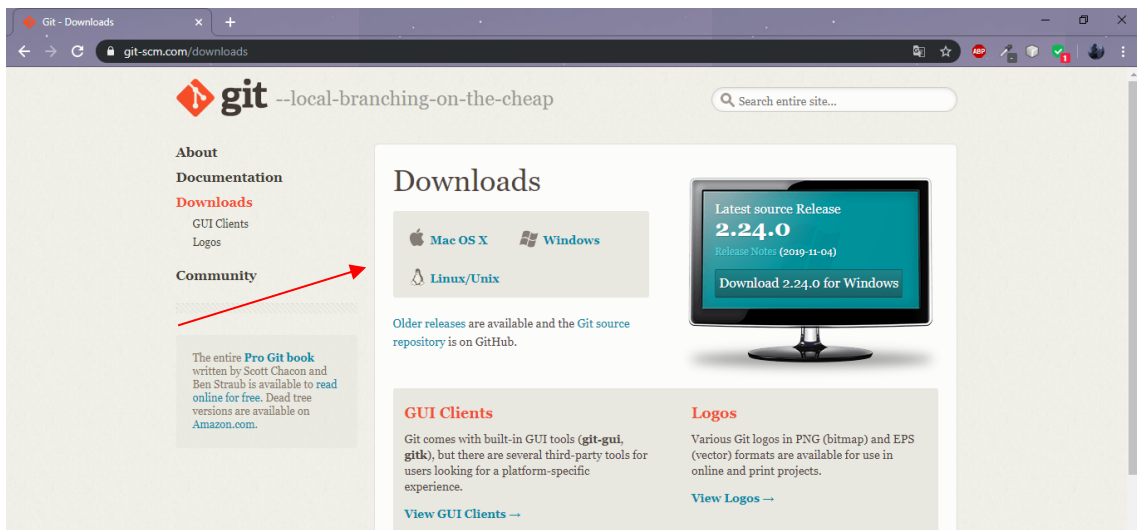 Git - Downloads
git-scm.com/downloads
ABP
1
git --local-branching-on-the-cheap
Search entire site...
About
Documentation
Downloads
GUI Clients
Logos
Community
The entire Pro Git book
written by Scott Chacon and
Ben Straub is available to read
online for free. Dead tree
versions are available on
Amazon.com.
Downloads
Mac OS X
Windows
Linux/Unix
Older releases are available and the Git source
repository is on GitHub.
Latest source Release
2.24.0
Release Notes (2019-11-04)
Download 2.24.0 for Windows
GUI Clients
Git comes with built-in GUI tools (git-gui,
gitk), but there are several third-party tools for
users looking for a platform-specific
experience.
View GUI Clients →
Logos
Various Git logos in PNG (bitmap) and EPS
(vector) formats are available for use in
online and print projects.
View Logos →